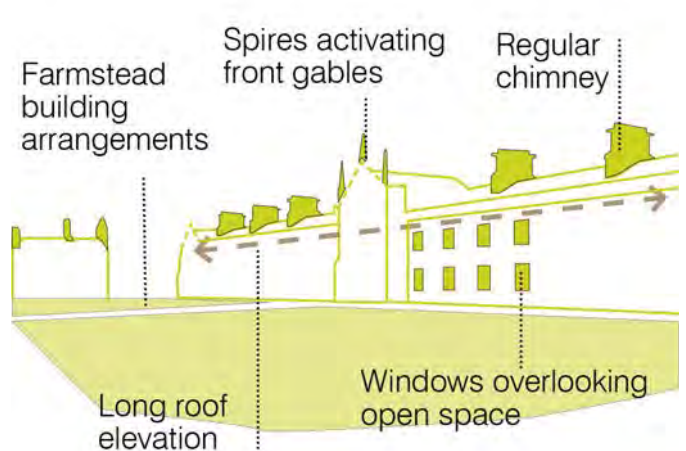 Spires activating
front gables
Regular
chimney
Farmstead
building
arrangements
Windows overlooking
open space
Long roof
elevation